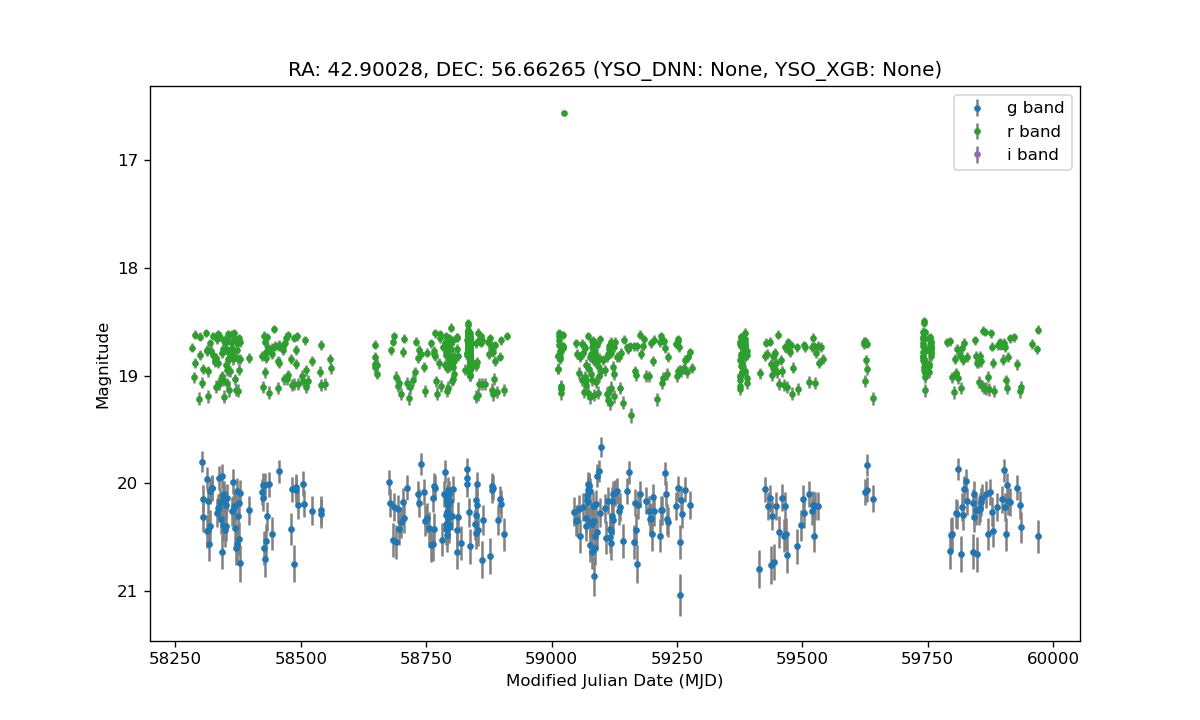 RA: 42.90028, DEC: 56.66265 (YSO_DNN: None, YSO_XGB: None)
g band
r band
i band
17
18
19
20
21
Magnitude
58250 58500 58750 59000 59250 59500 59750 60000
Modified Julian Date (MJD)